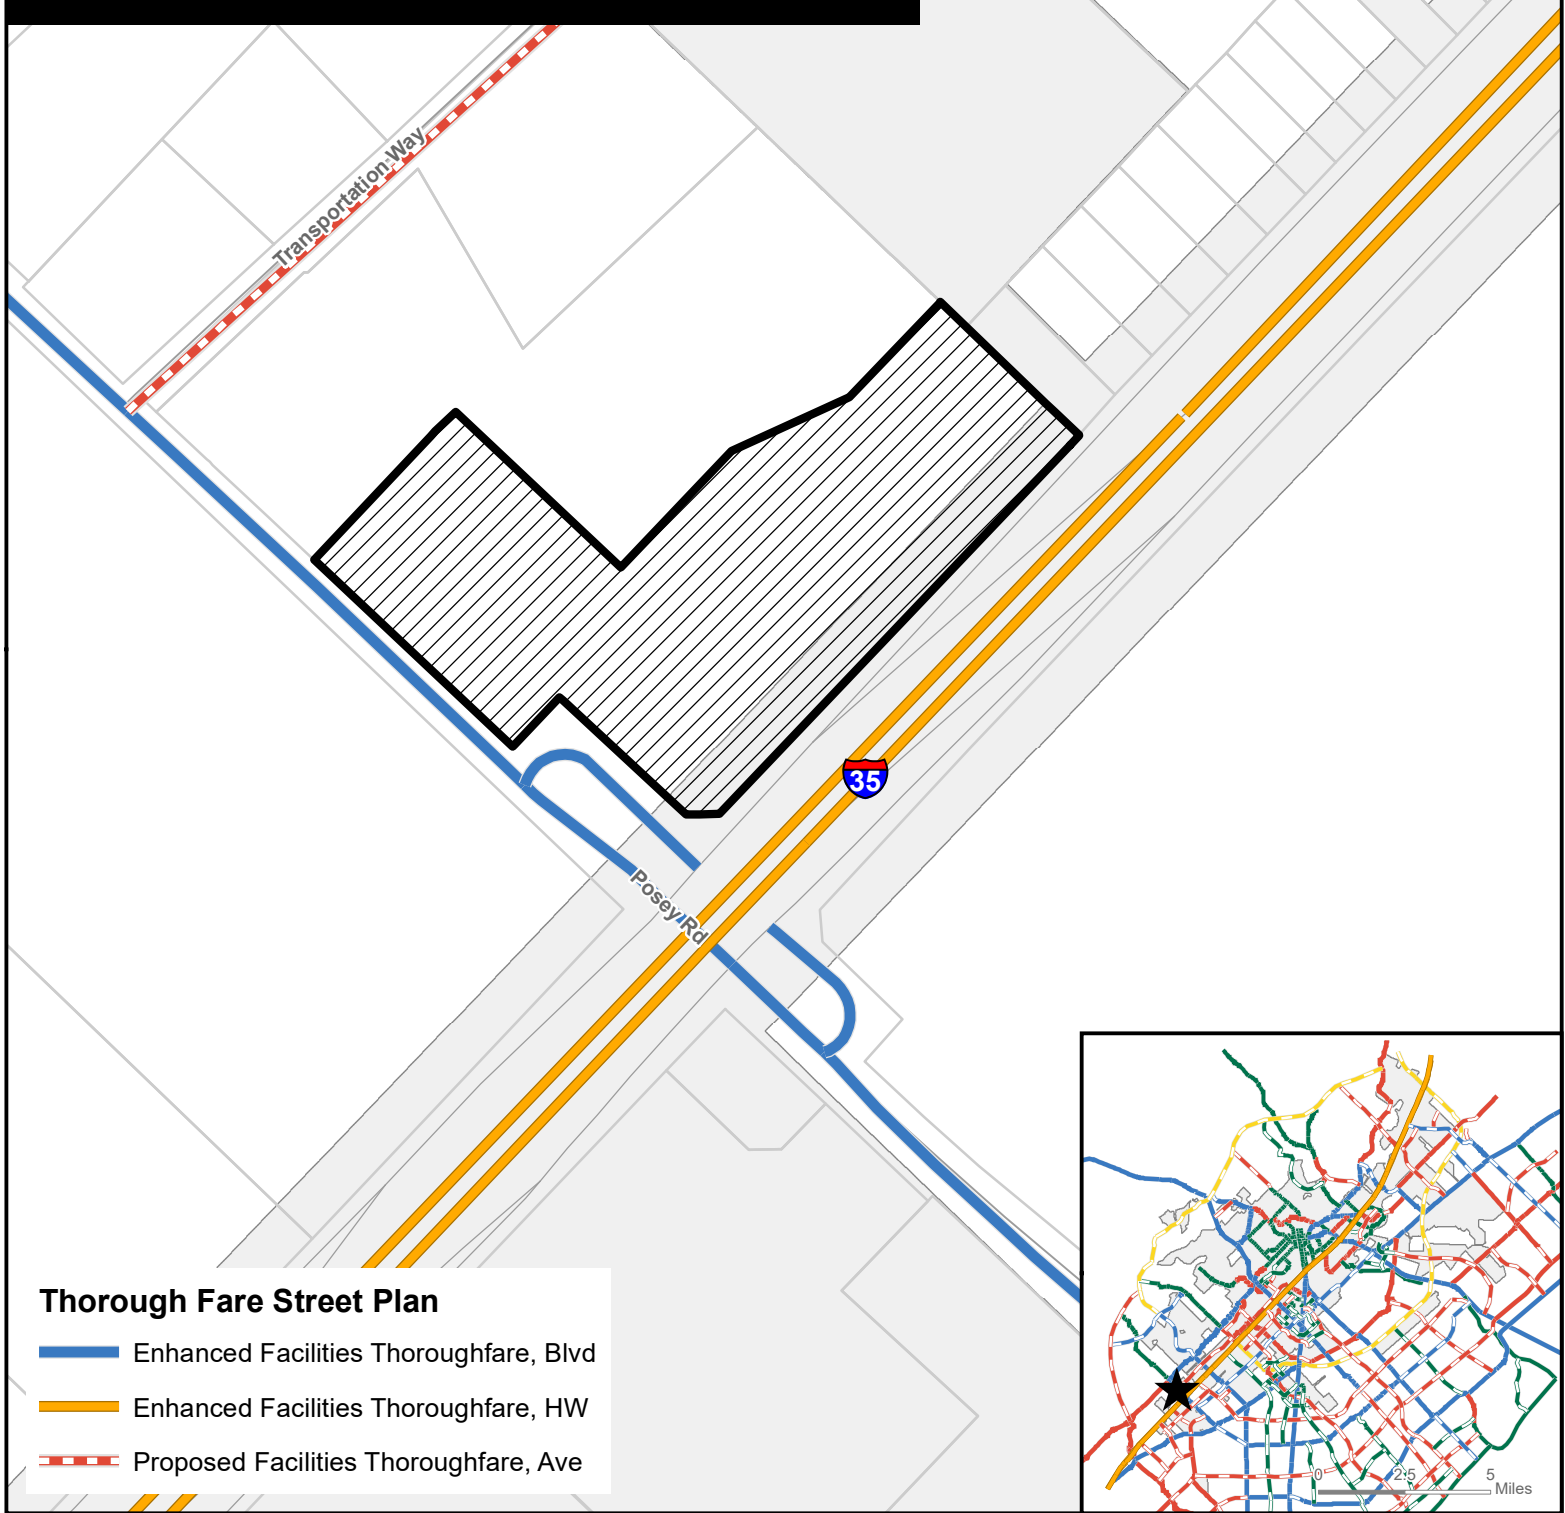 Transportation Way
35
Posey Rd
Thorough Fare Street Plan
Enhanced Facilities Thoroughfare, Blvd
Enhanced Facilities Thoroughfare, HW
Proposed Facilities Thoroughfare, Ave
0 2.5 5
Miles